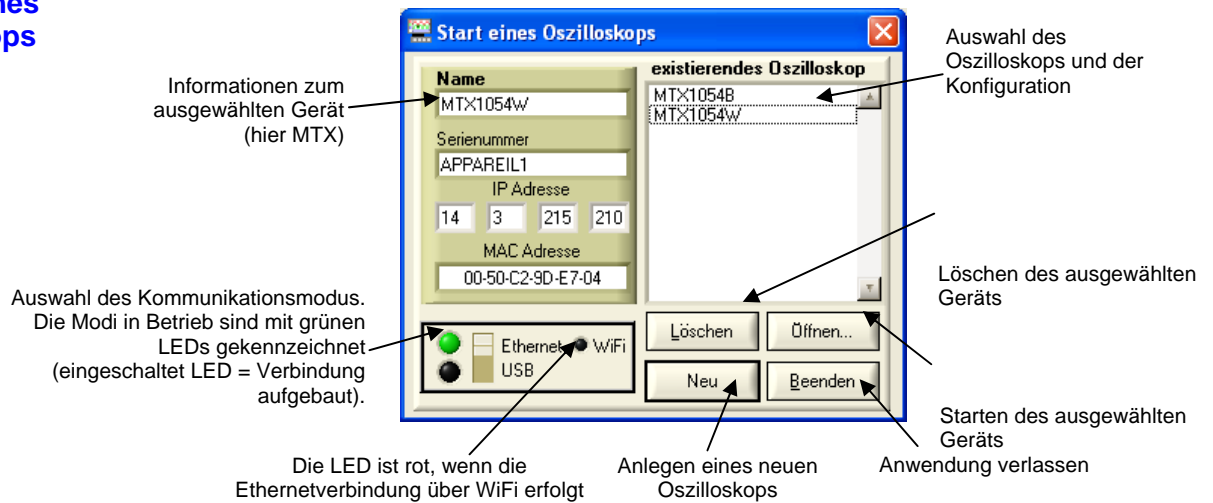 nes
ops
Informationen zum
ausgewählten Gerät
(hier MTX)
Start eines Oszilloskops
Name
MTX1054W
Serienummer
APPAREIL1
IP Adresse
14 3 215 210
MAC Adresse
00-50-C2-9D-E7-04
existierendes Oszilloskop
MTX1054B
MTX1054W
Auswahl des
Oszilloskops und der
Konfiguration
Auswahl des Kommunikationsmodus.
Die Modi in Betrieb sind mit grünen
LEDs gekennzeichnet
(eingeschaltet LED = Verbindung
aufgebaut).
Ethernet WiFi
USB
Löschen Öffnen...
Neu Beenden
Löschen des ausgewählten
Geräts
Starten des ausgewählten
Geräts
Anwendung verlassen
Die LED ist rot, wenn die
Ethernetverbindung über WiFi erfolgt
Anlegen eines neuen
Oszilloskops